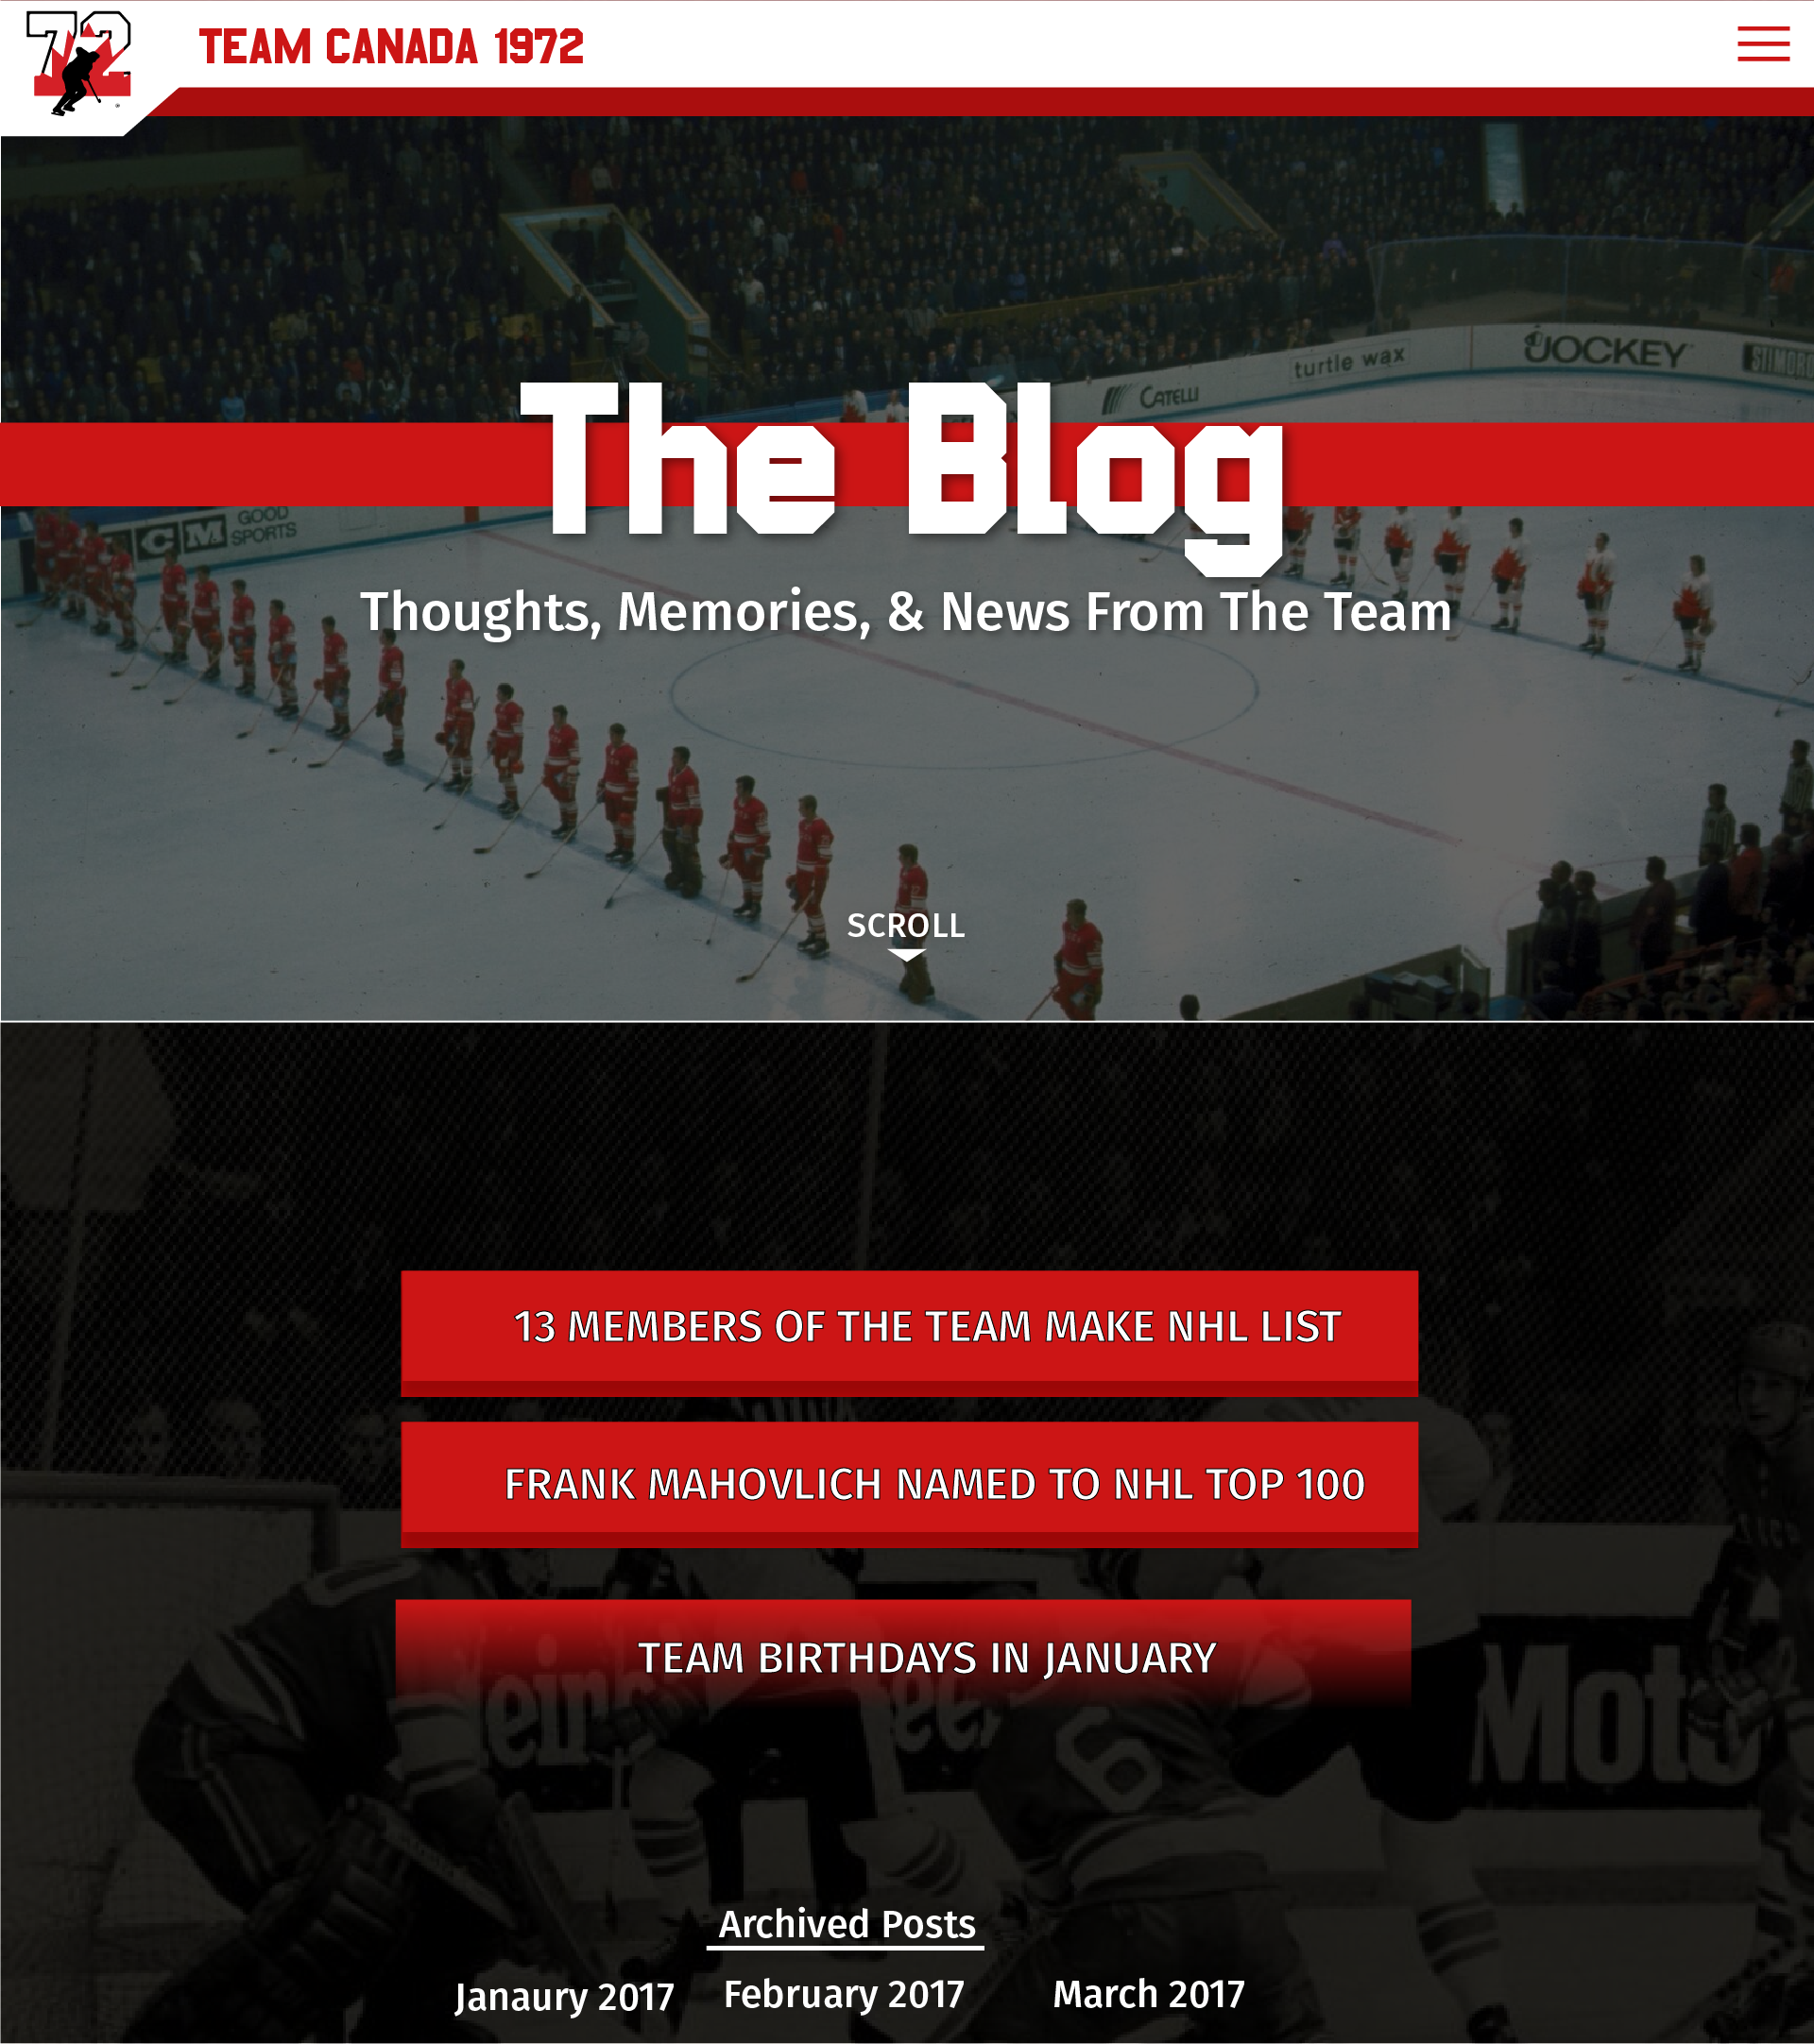 72
TEAM CANADA 1972
turtle wax
JOCKEY
CATELLI
The Blog
CCM
GOOD
SPORTS
Thoughts, Memories, & News From The Team
SCROLL
13 MEMBERS OF THE TEAM MAKE NHL LIST
FRANK MAHOVLICH NAMED TO NHL TOP 100
TEAM BIRTHDAYS IN JANUARY
6
Archived Posts
Janaury 2017
February 2017
March 2017